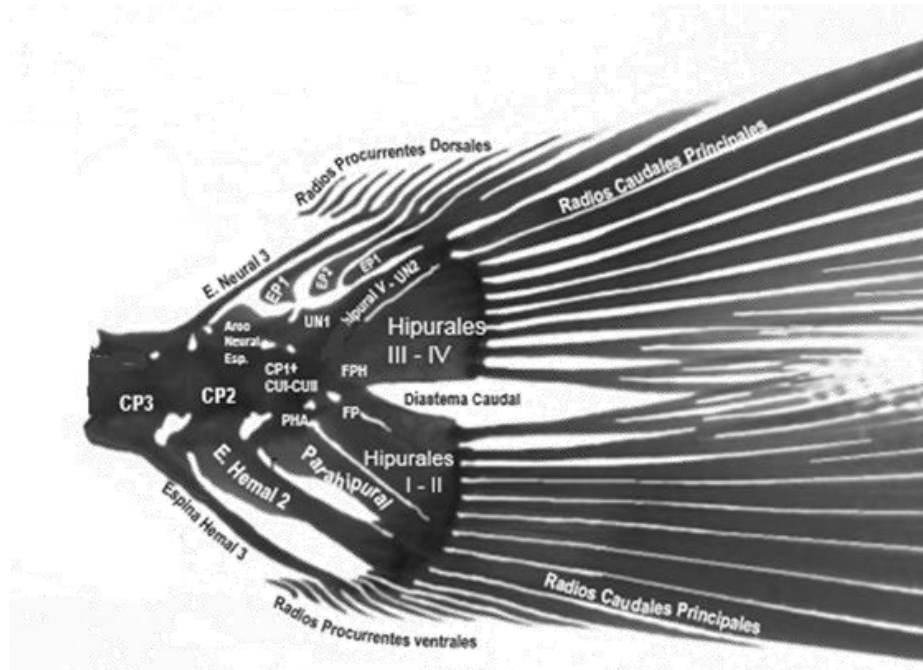 Radios Procurrentes Dorsales
Radios Caudales Principales
E. Neural 3
EP1
EP2
EP1
hipural V - UN2
Aroo
Neural
Esp.
UN1
Hipurales
III - IV
CP1+
CUI-CUII
FPH
CP3
CP2
Diastema Caudal
PHA
FP
Hipurales
I - II
E. Hemal 2
Parahipural
Espina Hemal 3
Radios Caudales Principales
Radios Procurrentes ventrales